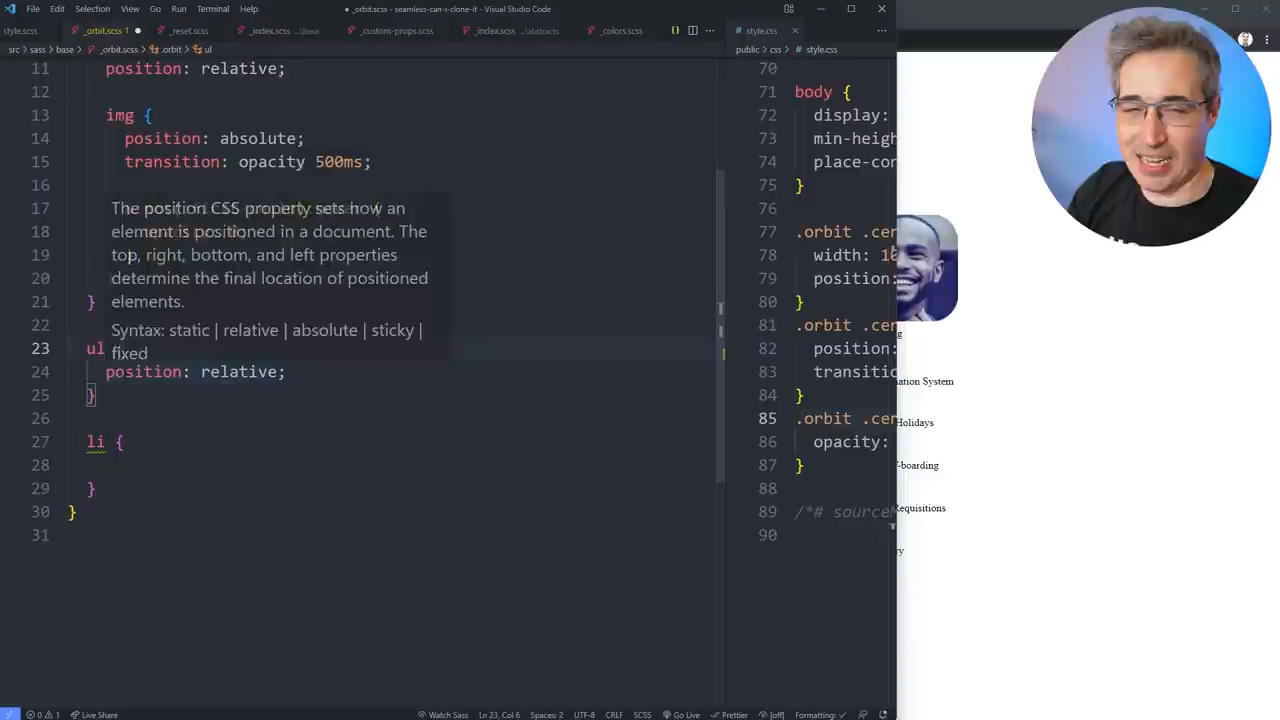 File Edit Selection View Go Run Terminal Help
_orbit.scss - seamless-can-i-clone-it - Visual Studio Code
style.scss _orbit.scss 1 _reset.scss _index.scss ...\base _custom-props.scss _index.scss ...\abstracts _colors.scss
style.css
src > sass > base > _orbit.scss > .orbit > ul
public > css > style.css
11 position: relative;
12
13 img {
14 position: absolute;
15 transition: opacity 500ms;
16
17
18
19
20
21 }
22
23 ul
24 position: relative;
25 }
26
27 li {
28
29 }
30 }
31
The position CSS property sets how an
element is positioned in a document. The
top, right, bottom, and left properties
determine the final location of positioned
elements.
Syntax: static | relative | absolute | sticky |
fixed
70
71 body {
72 display:
73 min-heigh
74 place-con
75 }
76
77 .orbit .cen
78 width: 10
79 position:
80 }
81 .orbit .cen
82 position:
83 transitio
84 }
85 .orbit .cen
86 opacity:
87 }
88
89 /*# sourceM
90
g
ation System
Holidays
-boarding
Requisitions
ry
0 1 Live Share
Watch Sass Ln 23, Col 6 Spaces: 2 UTF-8 CRLF SCSS Go Live Prettier [off] Formatting: